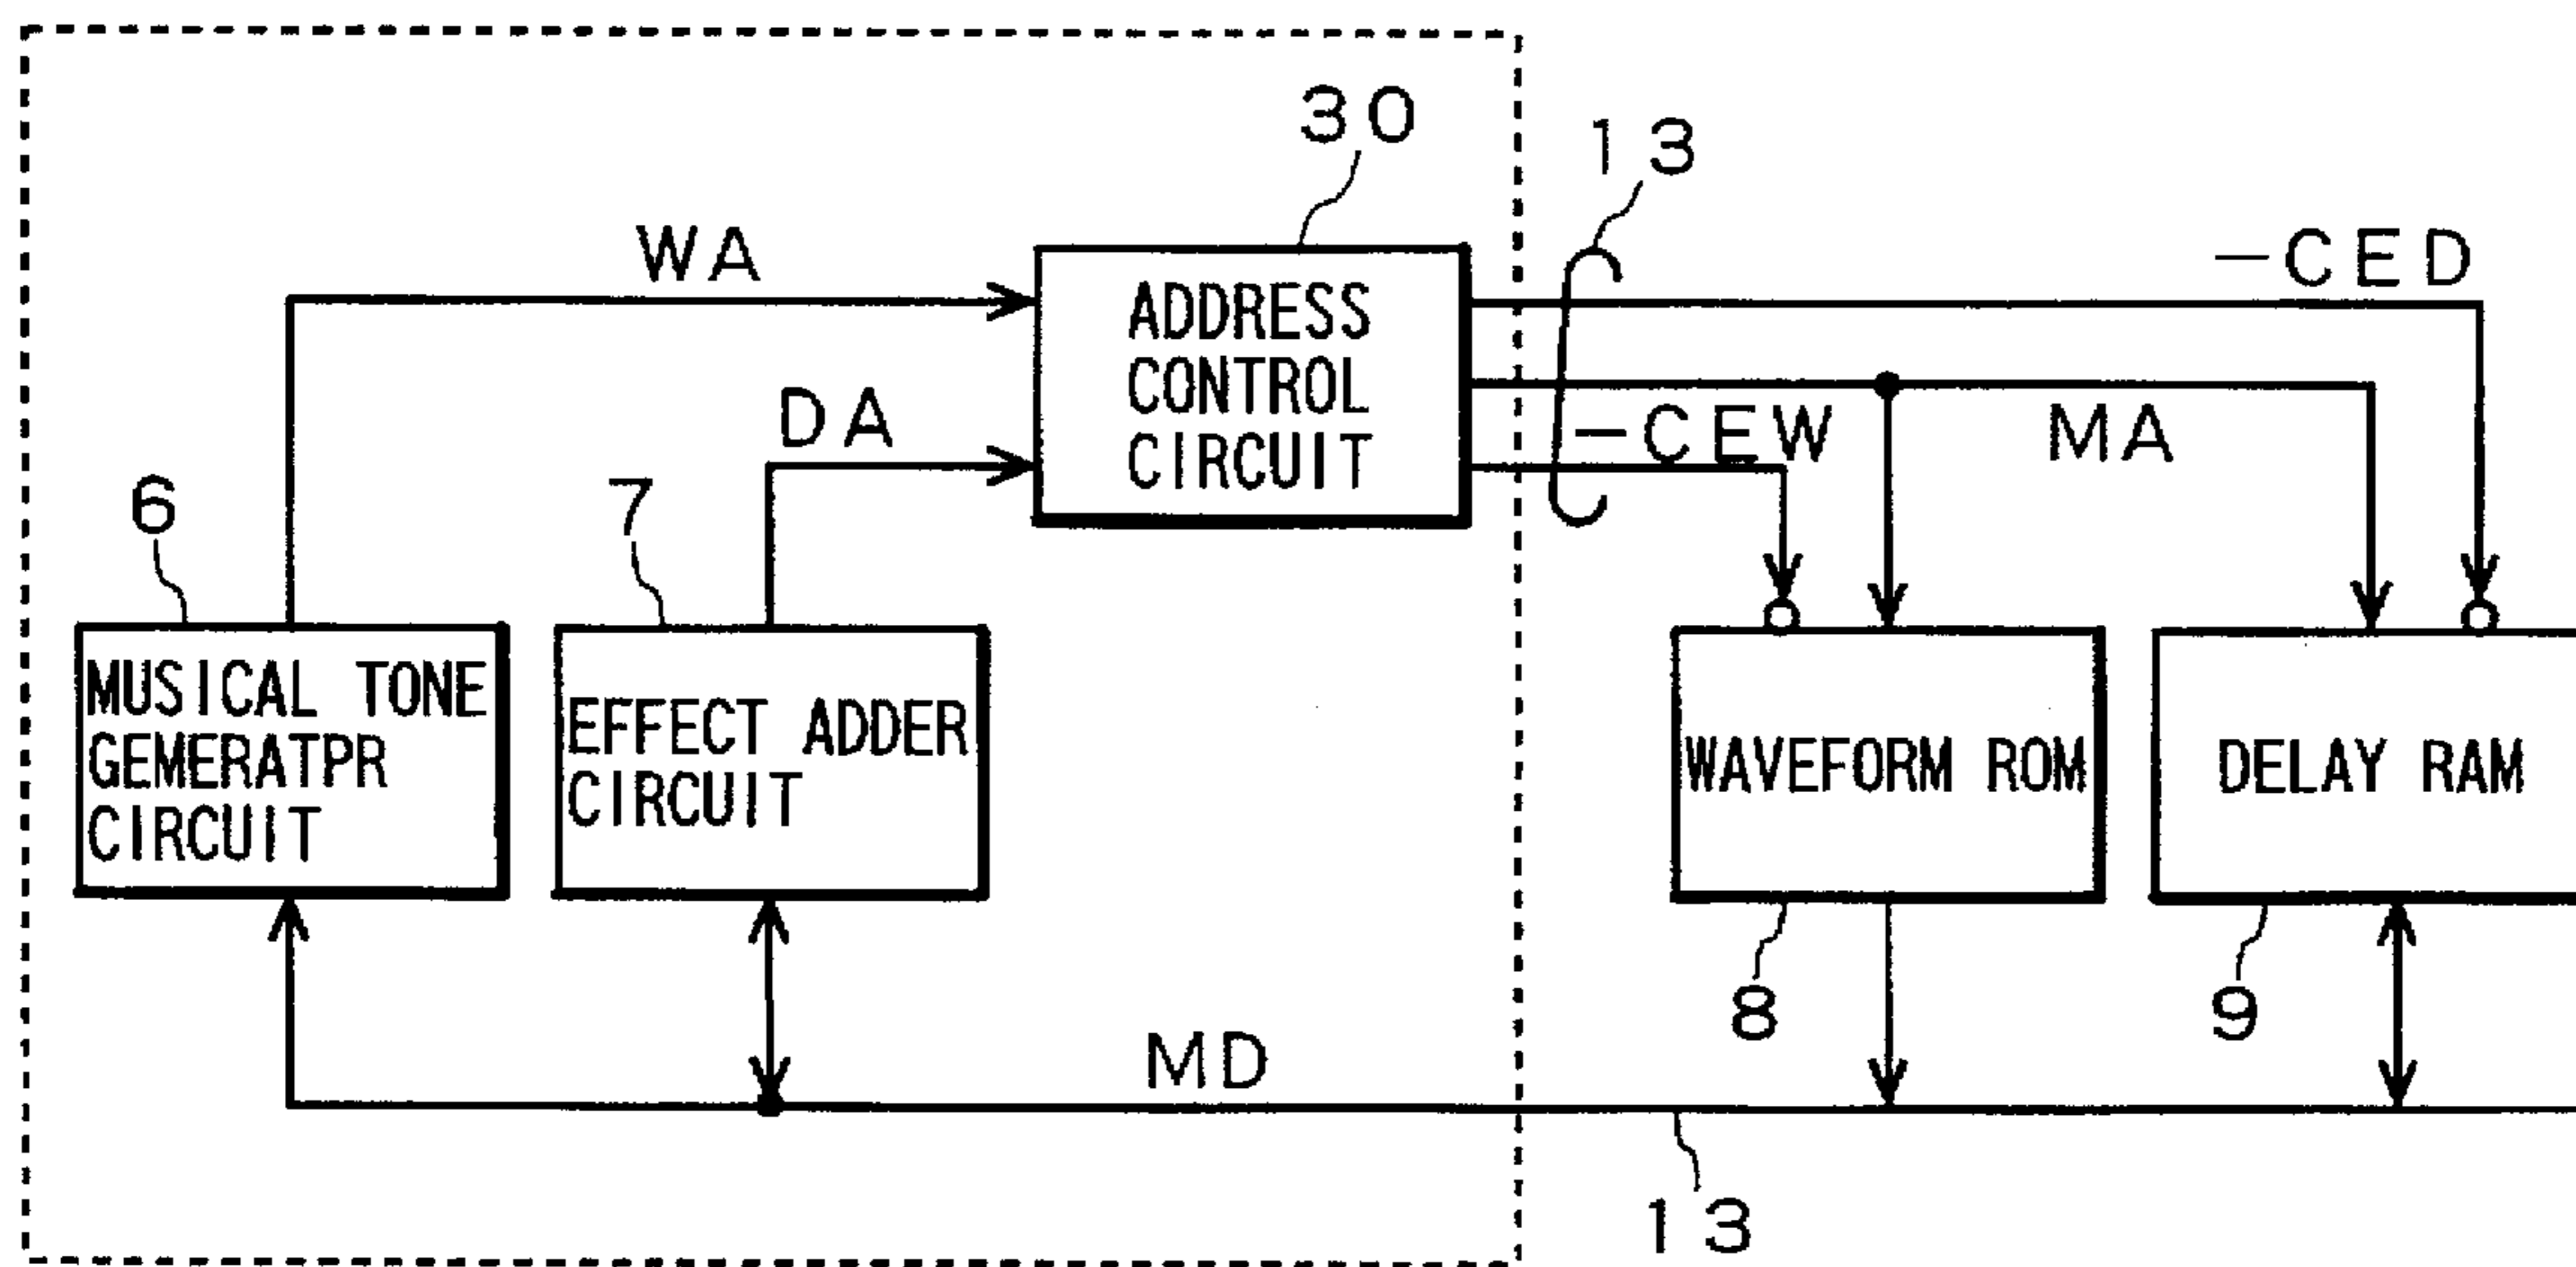 30
13
WA
-CED
ADDRESS
CONTROL
CIRCUIT
DA
-CEW
MA
6
7
MUSICAL TONE
GEMERATPR
CIRCUIT
EFFECT ADDER
CIRCUIT
WAVEFORM ROM
DELAY RAM
8
9
MD
13